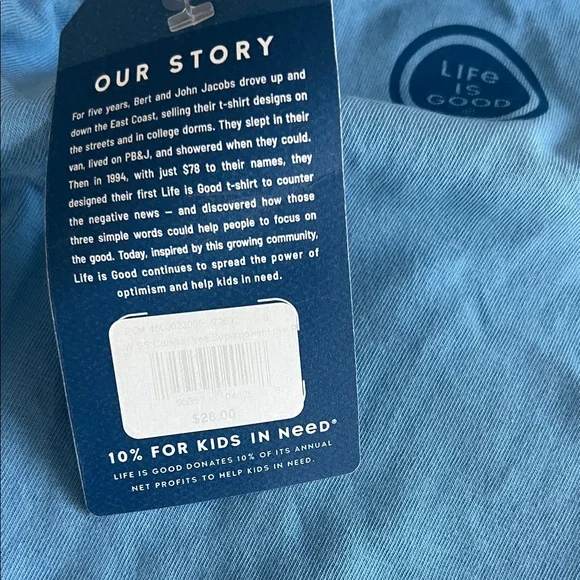 OUR STORY
For five years, Bert and John Jacobs drove up and
down the East Coast, selling their t-shirt designs on
the streets and in college dorms. They slept in their
van, lived on PB&J, and showered when they could.
Then in 1994, with just $78 to their names, they
designed their first Life is Good t-shirt to counter
the negative news – and discovered how those
three simple words could help people to focus on
the good. Today, inspired by this growing community,
Life is Good continues to spread the power of
optimism and help kids in need.
$28.00
10% FOR KIDS IN NeeD®
LIFE IS GOOD DONATES 10% OF ITS ANNUAL
NET PROFITS TO HELP KIDS IN NEED.
LIFe
IS
GOOD